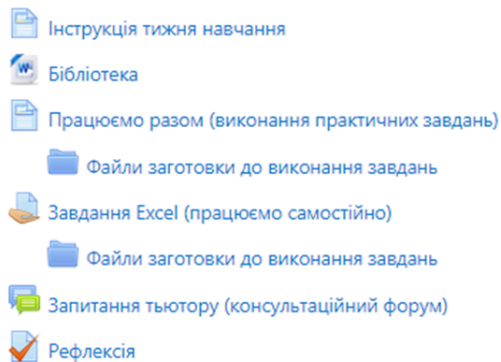 Інструкція тижня навчання
Бібліотека
Працюємо разом (виконання практичних завдань)
Файли заготовки до виконання завдань
Завдання Excel (працюємо самостійно)
Файли заготовки до виконання завдань
Запитання тьютору (консультаційний форум)
Рефлексія